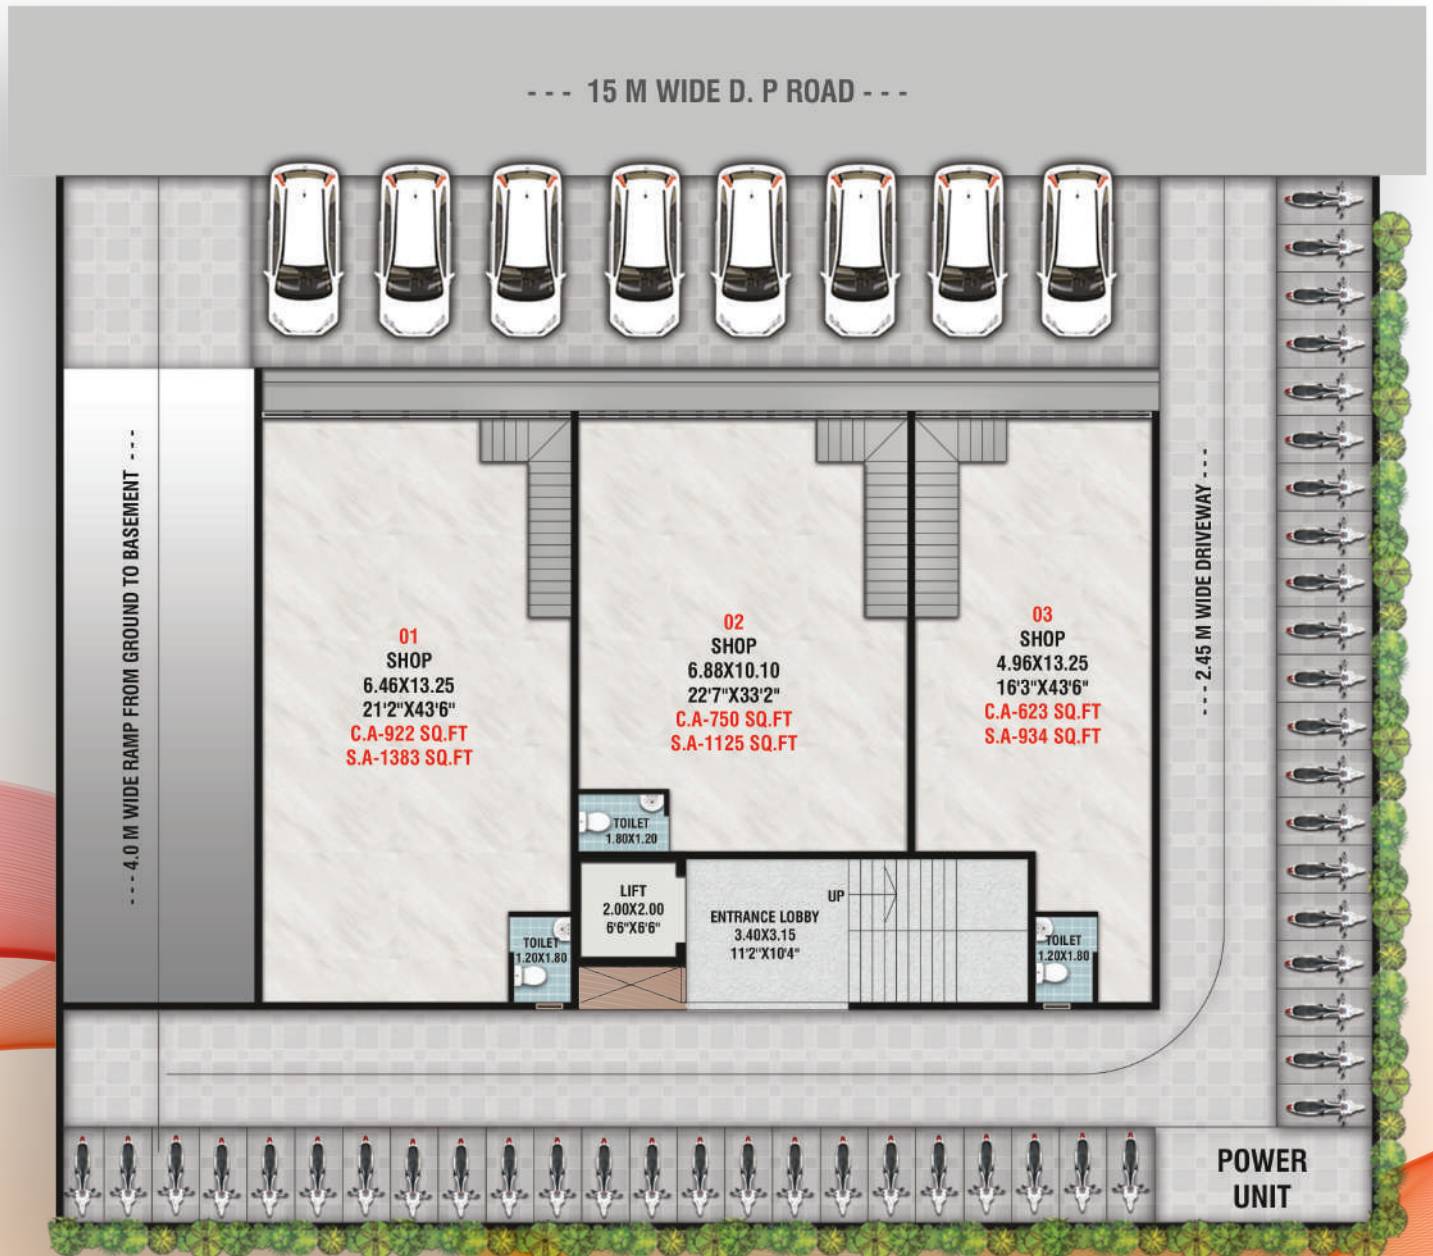 - - - 15 M WIDE D. P ROAD - - -
- - - 4.0 M WIDE RAMP FROM GROUND TO BASEMENT - - -
01
SHOP
6.46X13.25
21'2"X43'6"
C.A-922 SQ.FT
S.A-1383 SQ.FT
02
SHOP
6.88X10.10
22'7"X33'2"
C.A-750 SQ.FT
S.A-1125 SQ.FT
03
SHOP
4.96X13.25
16'3"X43'6"
C.A-623 SQ.FT
S.A-934 SQ.FT
- - - 2.45 M WIDE DRIVEWAY - - -
TOILET
1.80X1.20
LIFT
2.00X2.00
6'6"X6'6"
ENTRANCE LOBBY
3.40X3.15
11'2"X10'4"
UP
TOILET
1.20X1.80
TOILET
1.20X1.80
POWER
UNIT